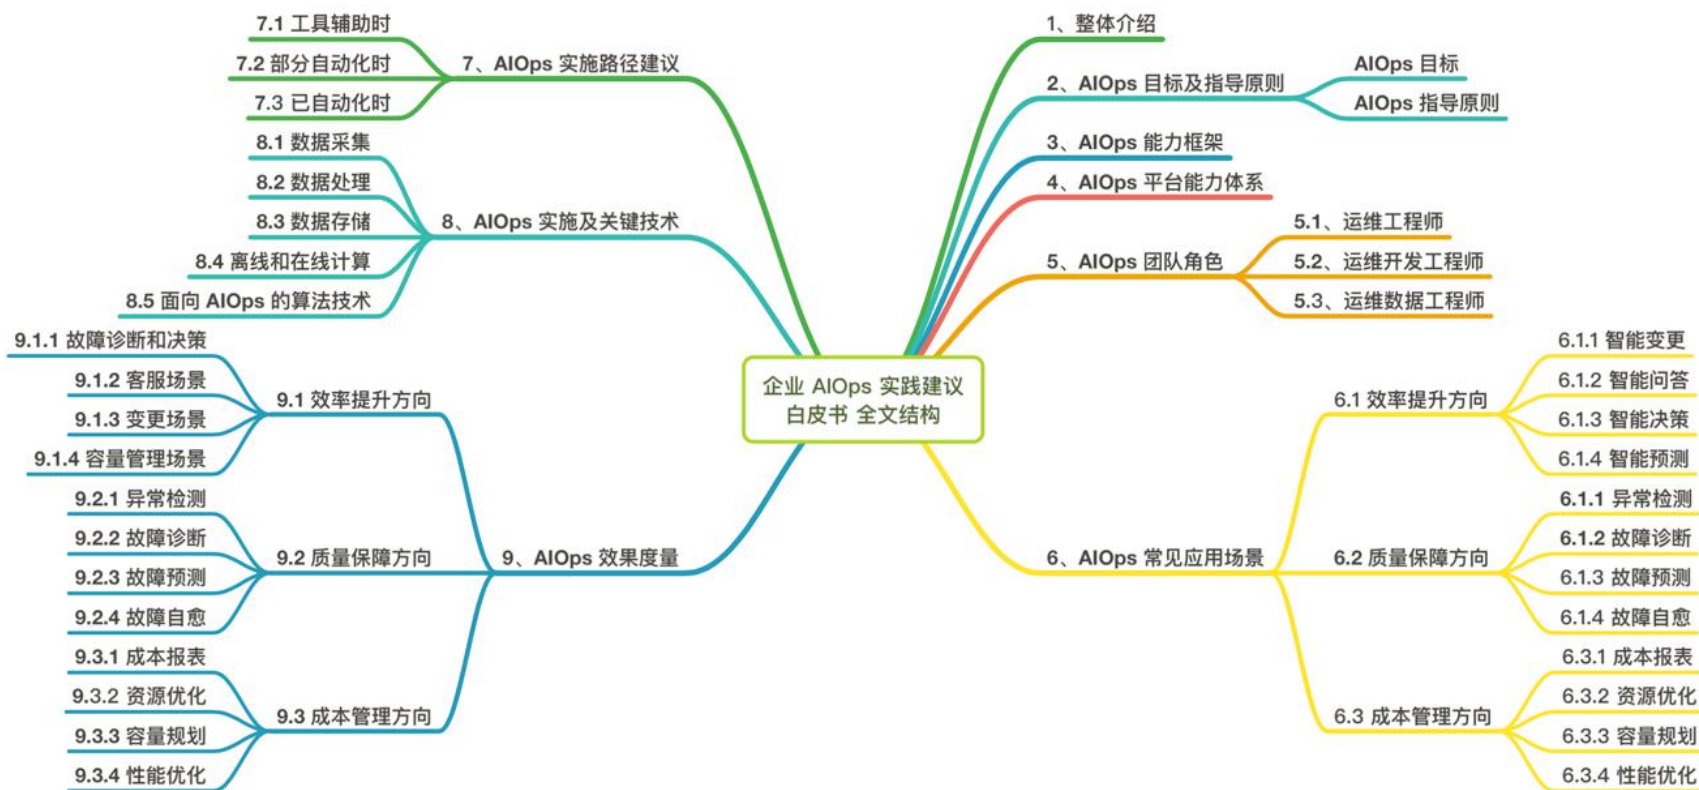 企业 AIOps 实践建议
白皮书 全文结构
1、整体介绍
2、AIOps 目标及指导原则
AIOps 目标
AIOps 指导原则
3、AIOps 能力框架
4、AIOps 平台能力体系
5、AIOps 团队角色
5.1、运维工程师
5.2、运维开发工程师
5.3、运维数据工程师
6、AIOps 常见应用场景
6.1 效率提升方向
6.1.1 智能变更
6.1.2 智能问答
6.1.3 智能决策
6.1.4 智能预测
6.2 质量保障方向
6.1.1 异常检测
6.1.2 故障诊断
6.1.3 故障预测
6.1.4 故障自愈
6.3 成本管理方向
6.3.1 成本报表
6.3.2 资源优化
6.3.3 容量规划
6.3.4 性能优化
7、AIOps 实施路径建议
7.1 工具辅助时
7.2 部分自动化时
7.3 已自动化时
8、AIOps 实施及关键技术
8.1 数据采集
8.2 数据处理
8.3 数据存储
8.4 离线和在线计算
8.5 面向 AIOps 的算法技术
9、AIOps 效果度量
9.1 效率提升方向
9.1.1 故障诊断和决策
9.1.2 客服场景
9.1.3 变更场景
9.1.4 容量管理场景
9.2 质量保障方向
9.2.1 异常检测
9.2.2 故障诊断
9.2.3 故障预测
9.2.4 故障自愈
9.3 成本管理方向
9.3.1 成本报表
9.3.2 资源优化
9.3.3 容量规划
9.3.4 性能优化